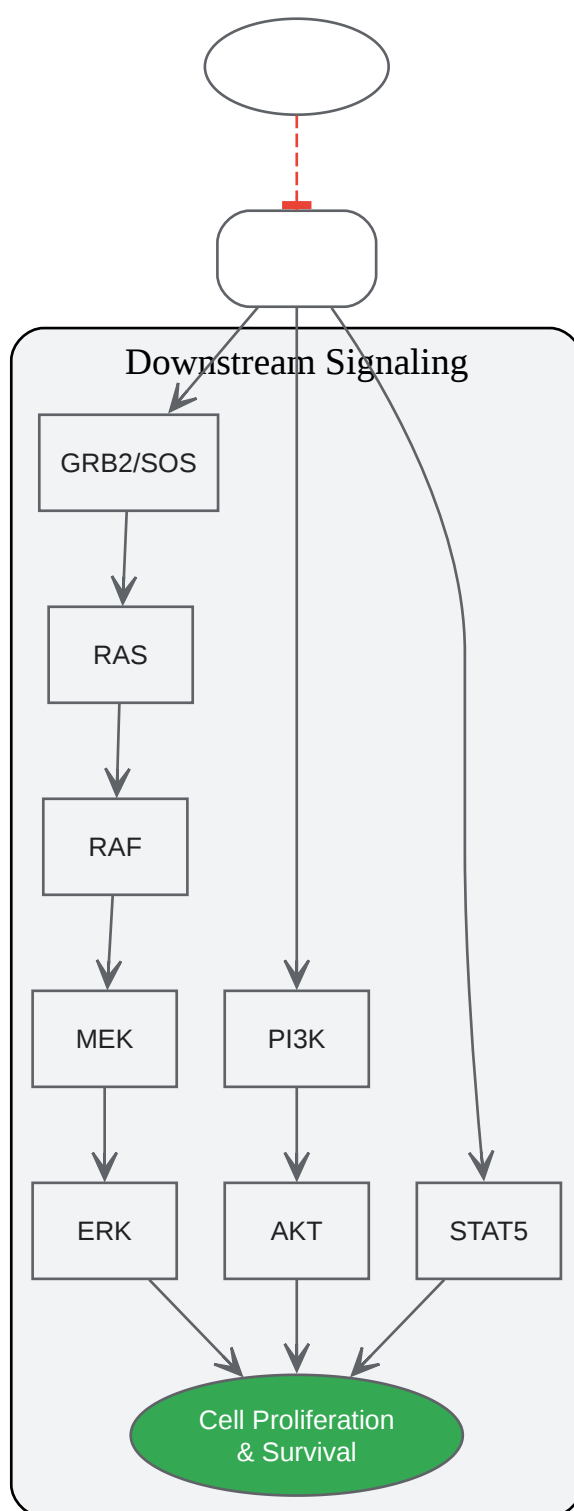 Downstream Signaling
GRB2/SOS
RAS
RAF
MEK
PI3K
ERK
AKT
STAT5
Cell Proliferation
& Survival